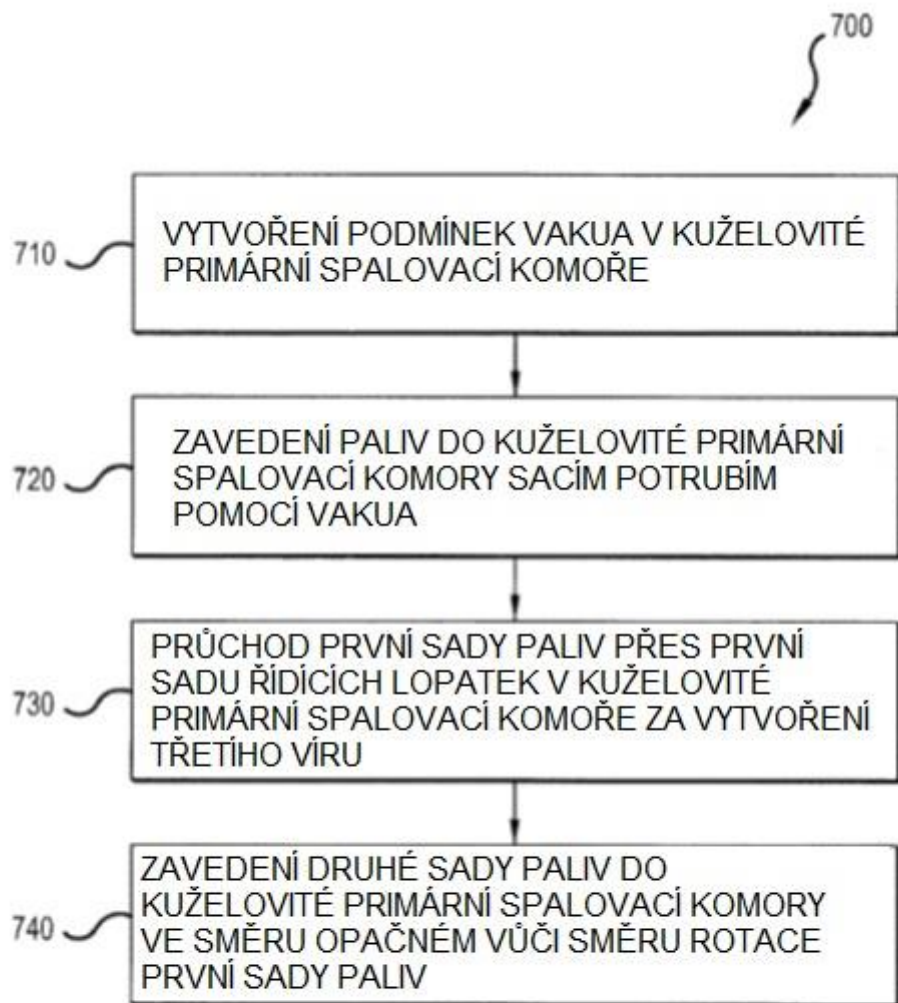 700
710
VYTVOŘENÍ PODMÍNEK VAKUA V KUŽELOVITÉ
PRIMÁRNÍ SPALOVACÍ KOMOŘE
720
ZAVEDENÍ PALIV DO KUŽELOVITÉ PRIMÁRNÍ
SPALOVACÍ KOMORY SACÍM POTRUBÍM
POMOCÍ VAKUA
730
PRŮCHOD PRVNÍ SADY PALIV PŘES PRVNÍ
SADU ŘÍDÍCÍCH LOPATEK V KUŽELOVITÉ
PRIMÁRNÍ SPALOVACÍ KOMOŘE ZA VYTVOŘENÍ
TŘETÍHO VÍRU
740
ZAVEDENÍ DRUHÉ SADY PALIV DO
KUŽELOVITÉ PRIMÁRNÍ SPALOVACÍ KOMORY
VE SMĚRU OPAČNÉM VŮČI SMĚRU ROTACE
PRVNÍ SADY PALIV